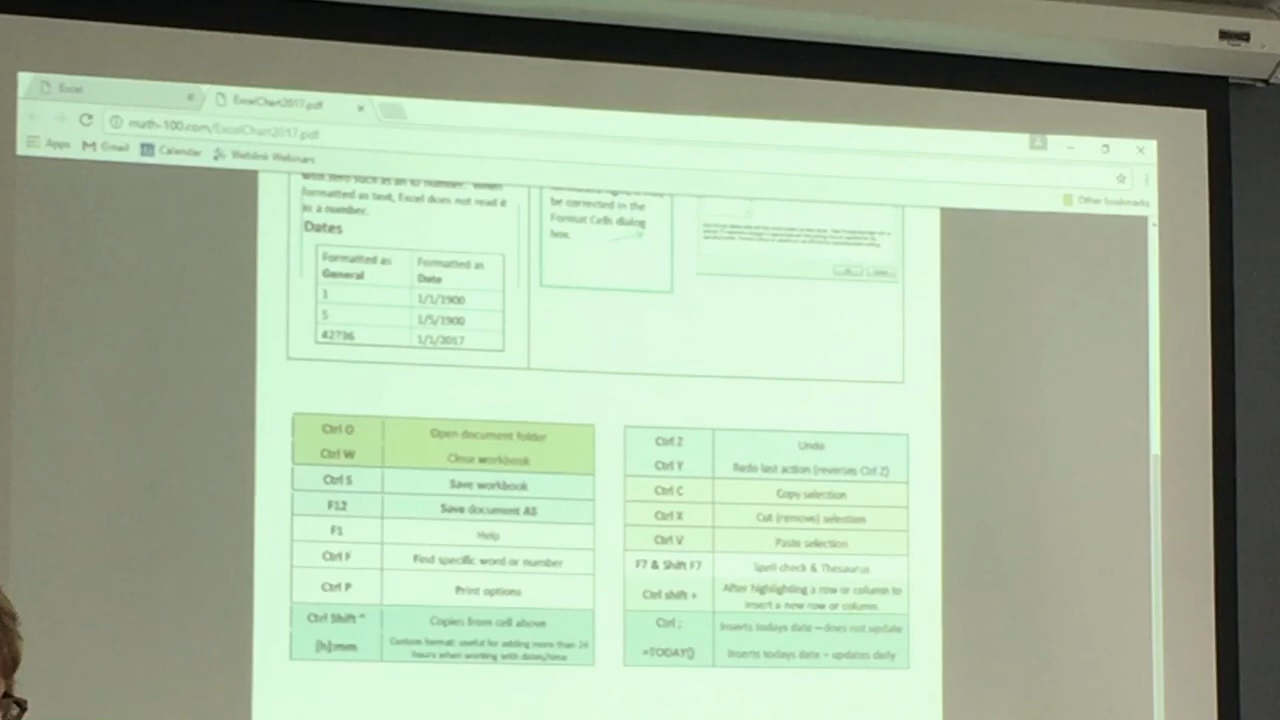 Excel
ExcelChart2017.pdf
math-100.com/ExcelChart2017.pdf
Apps Gmail Calendar Weblink Webinars
Other bookmarks
formatted as text, Excel does not read it
as a number.
Dates
Formatted as
General
Formatted as
Date
1 1/1/1900
5 1/5/1900
42736 1/1/2017
be corrected in the
Format Cells dialog
box.
Ctrl O Open document folder
Ctrl W Close workbook
Ctrl S Save workbook
F12 Save document AS
F1 Help
Ctrl F Find specific word or number
Ctrl P Print options
Ctrl Shift " Copies from cell above
[h]:mm Custom format: useful for adding more than 24
hours when working with dates/time
Ctrl Z Undo
Ctrl Y Redo last action (reverses Ctrl Z)
Ctrl C Copy selection
Ctrl X Cut (remove) selection
Ctrl V Paste selection
F7 & Shift F7 Spell check & Thesaurus
Ctrl shift + After highlighting a row or column to
insert a new row or column.
Ctrl ; Inserts todays date – does not update
=TODAY() Inserts todays date – updates daily